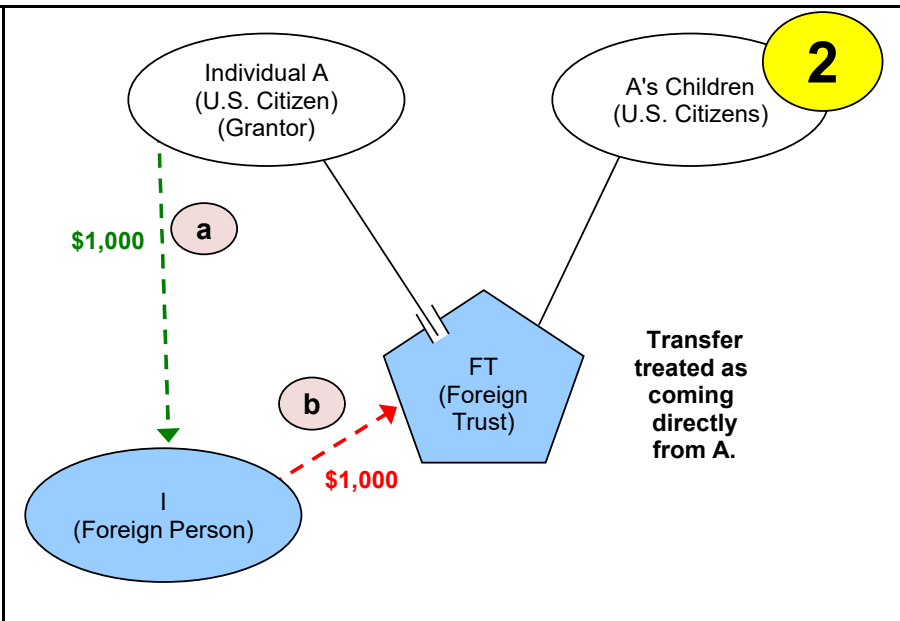 Individual A
(U.S. Citizen)
(Grantor)
A's Children
(U.S. Citizens)
2
$1,000
a
b
$1,000
FT
(Foreign
Trust)
Transfer
treated as
coming
directly
from A.
I
(Foreign Person)